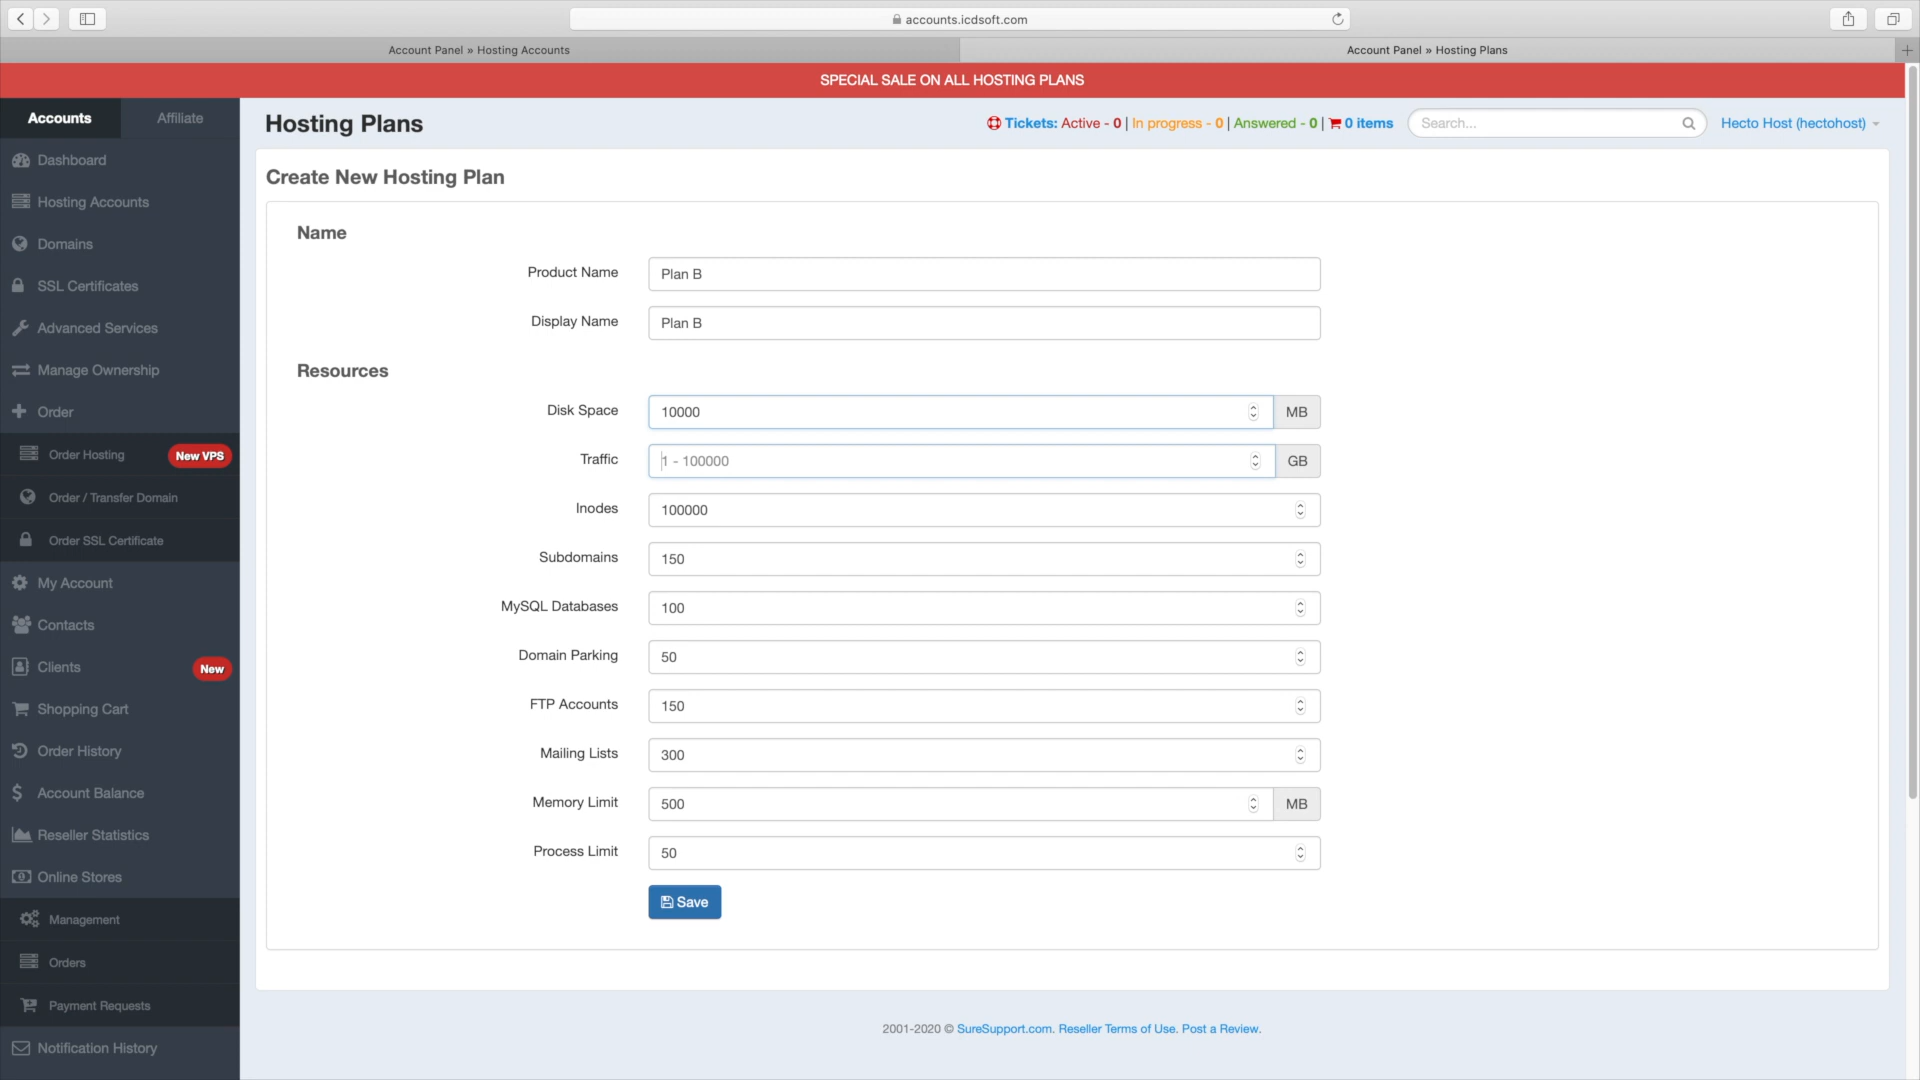 accounts.icdsoft.com
Account Panel » Hosting Accounts
Account Panel » Hosting Plans
SPECIAL SALE ON ALL HOSTING PLANS
Accounts
Affiliate
Dashboard
Hosting Accounts
Domains
SSL Certificates
Advanced Services
Manage Ownership
Order
Order Hosting New VPS
Order / Transfer Domain
Order SSL Certificate
My Account
Contacts
Clients New
Shopping Cart
Order History
Account Balance
Reseller Statistics
Online Stores
Management
Orders
Payment Requests
Notification History
Hosting Plans
Tickets: Active - 0 | In progress - 0 | Answered - 0 | 0 items
Search...
Hecto Host (hectohost)
Create New Hosting Plan
Name
Product Name Plan B
Display Name Plan B
Resources
Disk Space 10000 MB
Traffic 1 - 100000 GB
Inodes 100000
Subdomains 150
MySQL Databases 100
Domain Parking 50
FTP Accounts 150
Mailing Lists 300
Memory Limit 500 MB
Process Limit 50
Save
2001-2020 © SureSupport.com. Reseller Terms of Use. Post a Review.